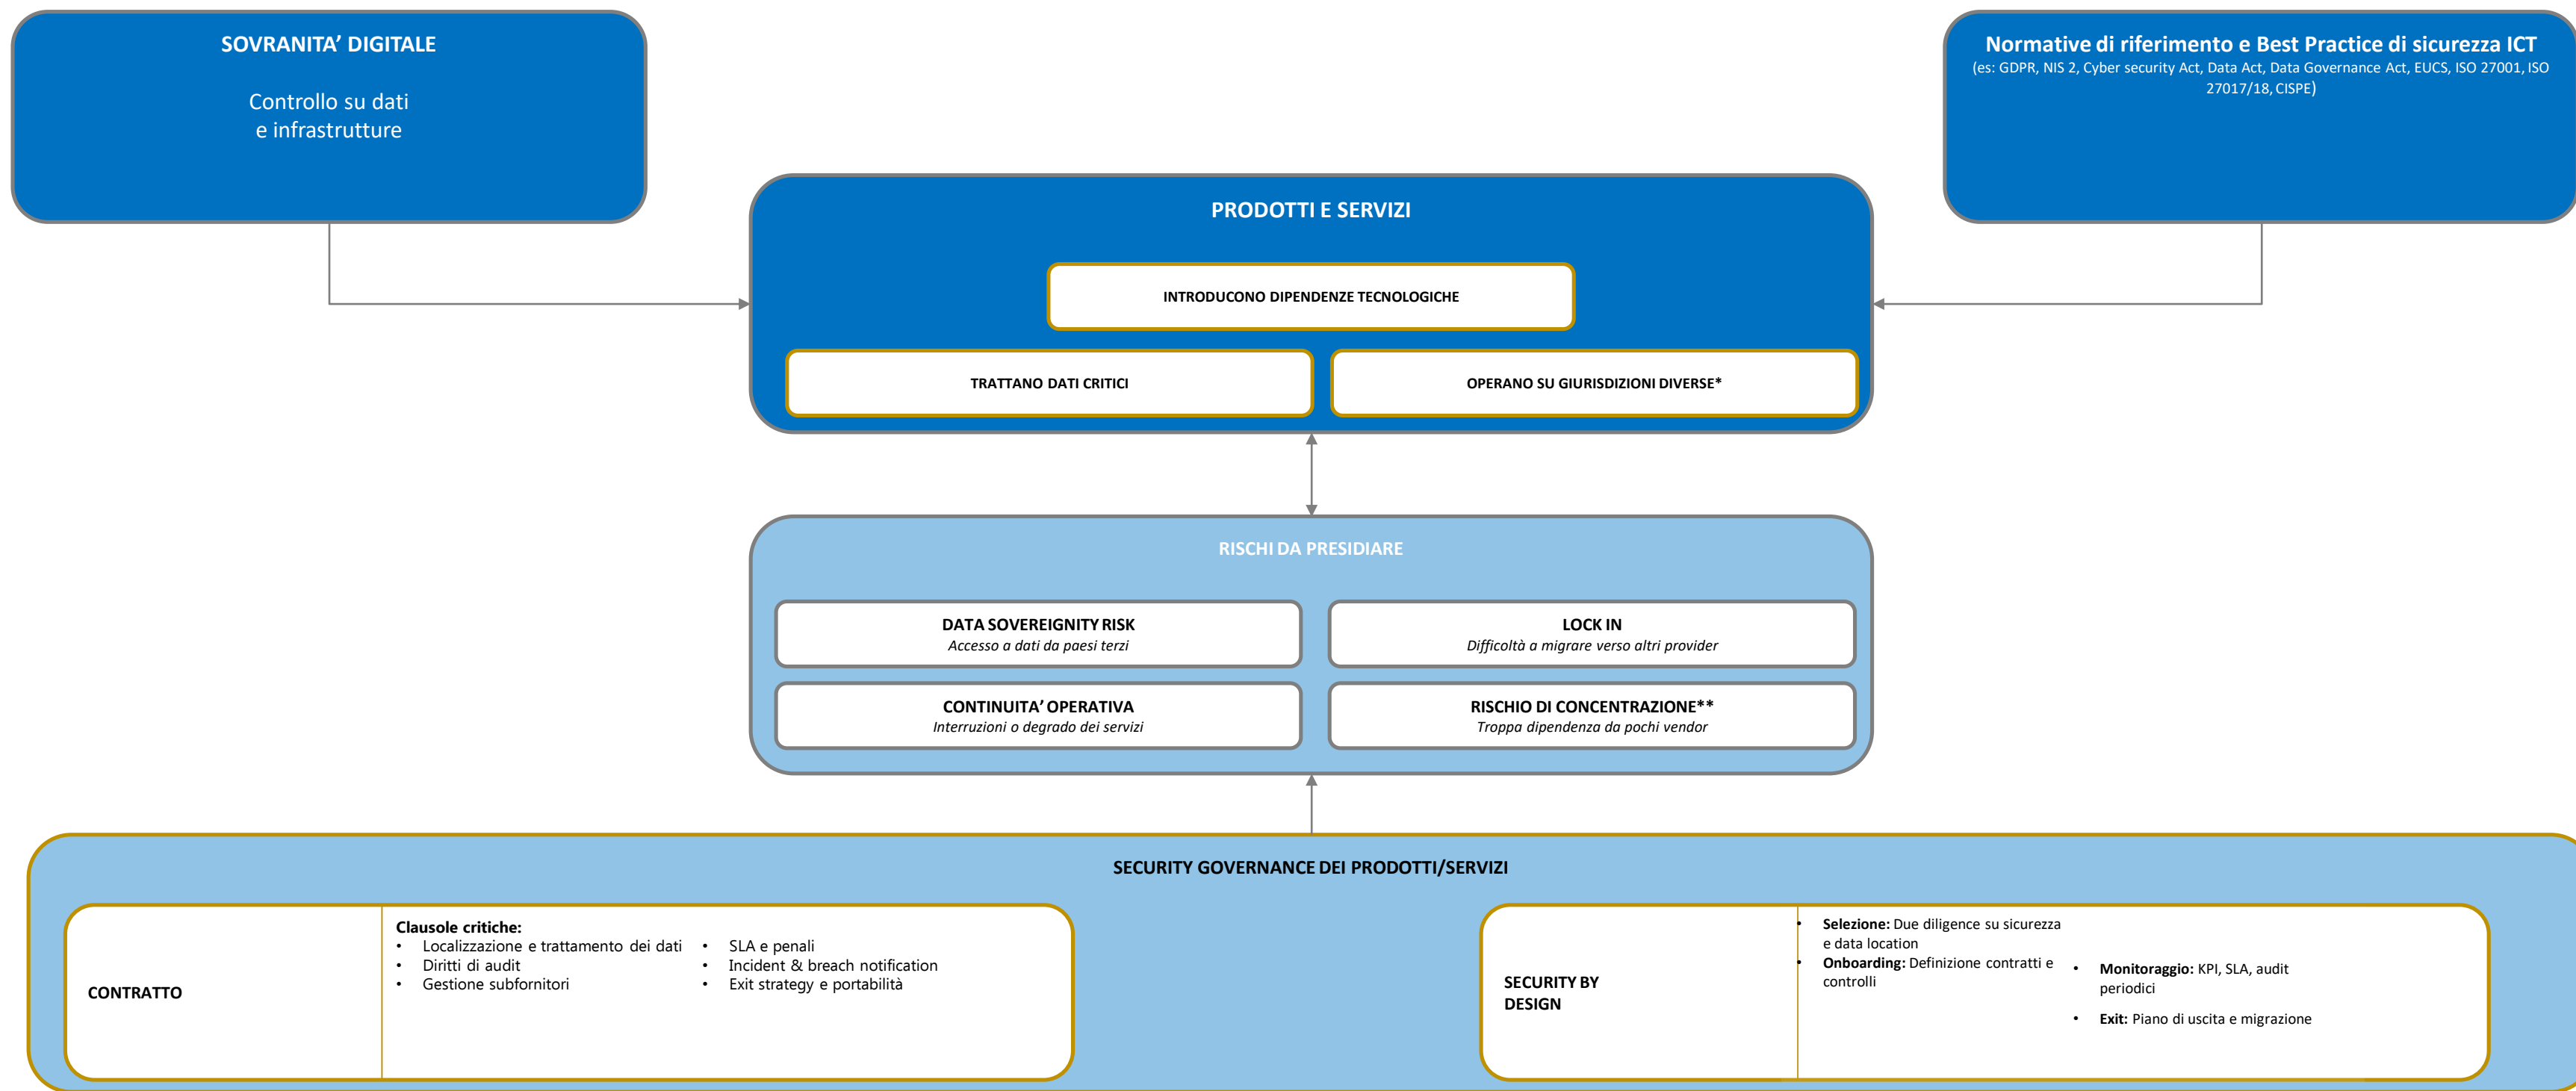 SOVRANITA’ DIGITALE
Controllo su dati
e infrastrutture
Normative di riferimento e Best Practice di sicurezza ICT
(es: GDPR, NIS 2, Cyber security Act, Data Act, Data Governance Act, EUCS, ISO 27001, ISO
27017/18, CISPE)
PRODOTTI E SERVIZI
INTRODUCONO DIPENDENZE TECNOLOGICHE
TRATTANO DATI CRITICI
OPERANO SU GIURISDIZIONI DIVERSE*
RISCHI DA PRESIDIARE
DATA SOVEREIGNITY RISK
Accesso a dati da paesi terzi
LOCK IN
Difficoltà a migrare verso altri provider
CONTINUITA’ OPERATIVA
Interruzioni o degrado dei servizi
RISCHIO DI CONCENTRAZIONE**
Troppa dipendenza da pochi vendor
SECURITY GOVERNANCE DEI PRODOTTI/SERVIZI
CONTRATTO
Clausole critiche:
• Localizzazione e trattamento dei dati
• Diritti di audit
• Gestione subfornitori
• SLA e penali
• Incident & breach notification
• Exit strategy e portabilità
SECURITY BY
DESIGN
• Selezione: Due diligence su sicurezza
e data location
• Onboarding: Definizione contratti e
controlli
• Monitoraggio: KPI, SLA, audit
periodici
• Exit: Piano di uscita e migrazione